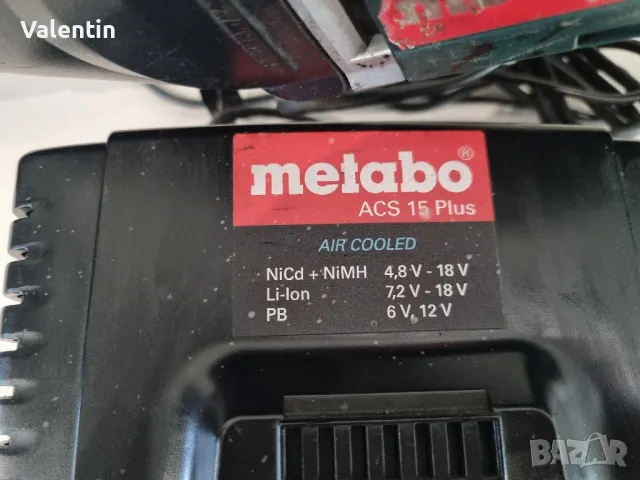 Valentin
metabo®
ACS 15 Plus
AIR COOLED
NiCd + NiMH 4,8 V - 18 V
Li-Ion 7,2 V - 18 V
PB 6 V, 12 V
BAZAR